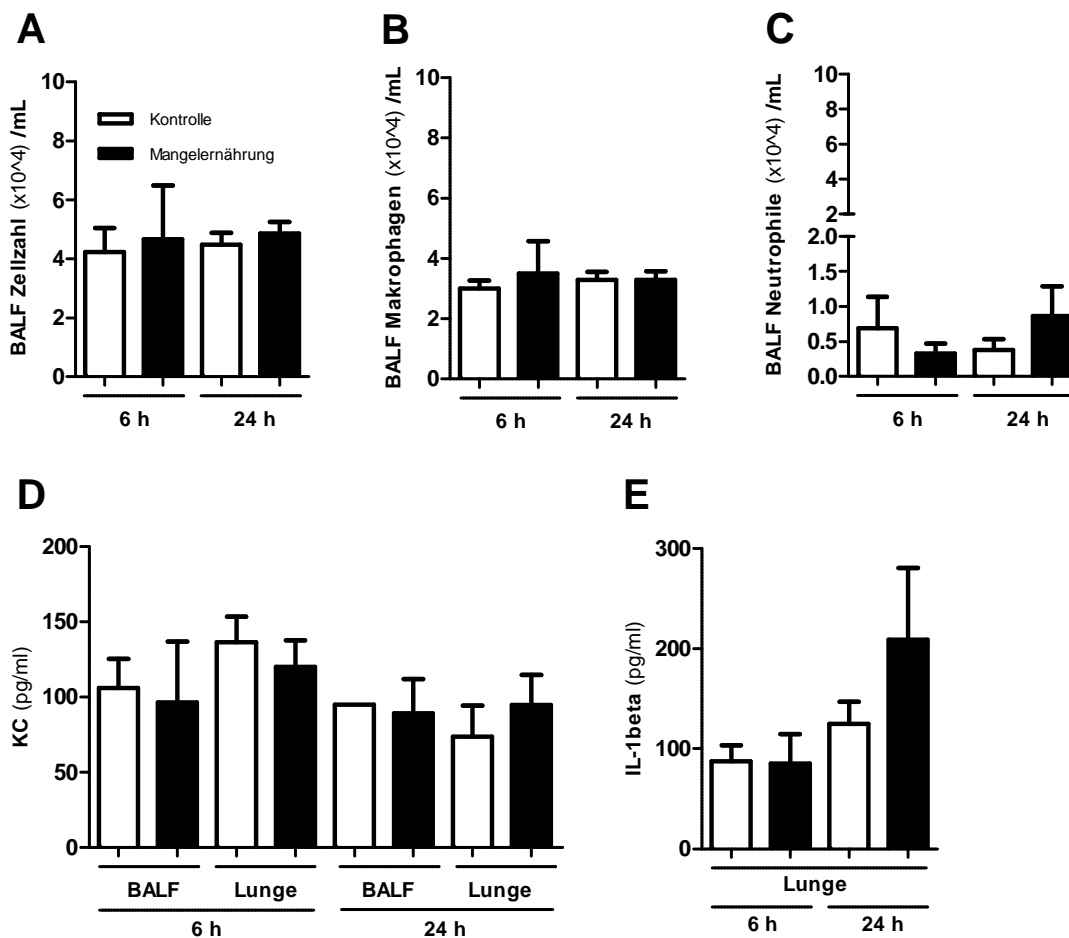 A
BALF Zellzahl (x10^4) /mL
10
8
6
4
2
0
Kontrolle
Mangelernährung
6 h 24 h
B
BALF Makrophagen (x10^4) /mL
10
8
6
4
2
0
6 h 24 h
C
BALF Neutrophile (x10^4) /mL
10
8
6
4
2
2.0
1.5
1.0
0.5
0.0
6 h 24 h
D
KC (pg/ml)
200
150
100
50
0
BALF Lunge BALF Lunge
6 h 24 h
E
IL-1beta (pg/ml)
300
200
100
0
Lunge
6 h 24 h